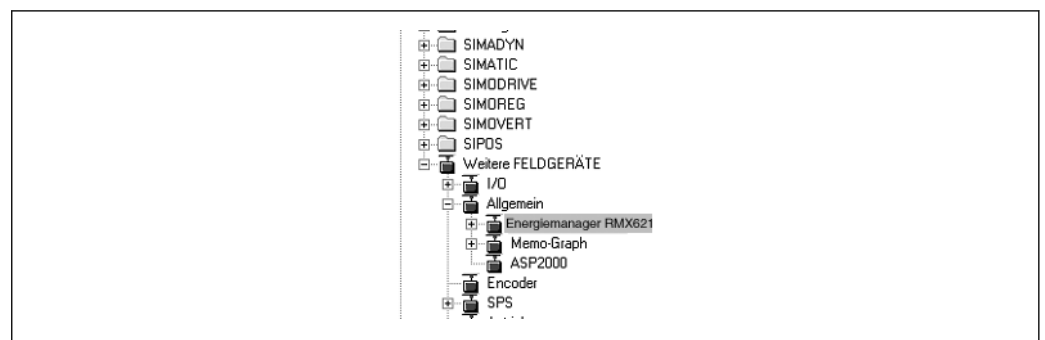 SIMADYN
SIMATIC
SIMODRIVE
SIMOREG
SIMOVERT
SIPOS
Weitere FELDGERÄTE
I/O
Allgemein
Energiemanager RMX621
Memo-Graph
ASP2000
Encoder
SPS